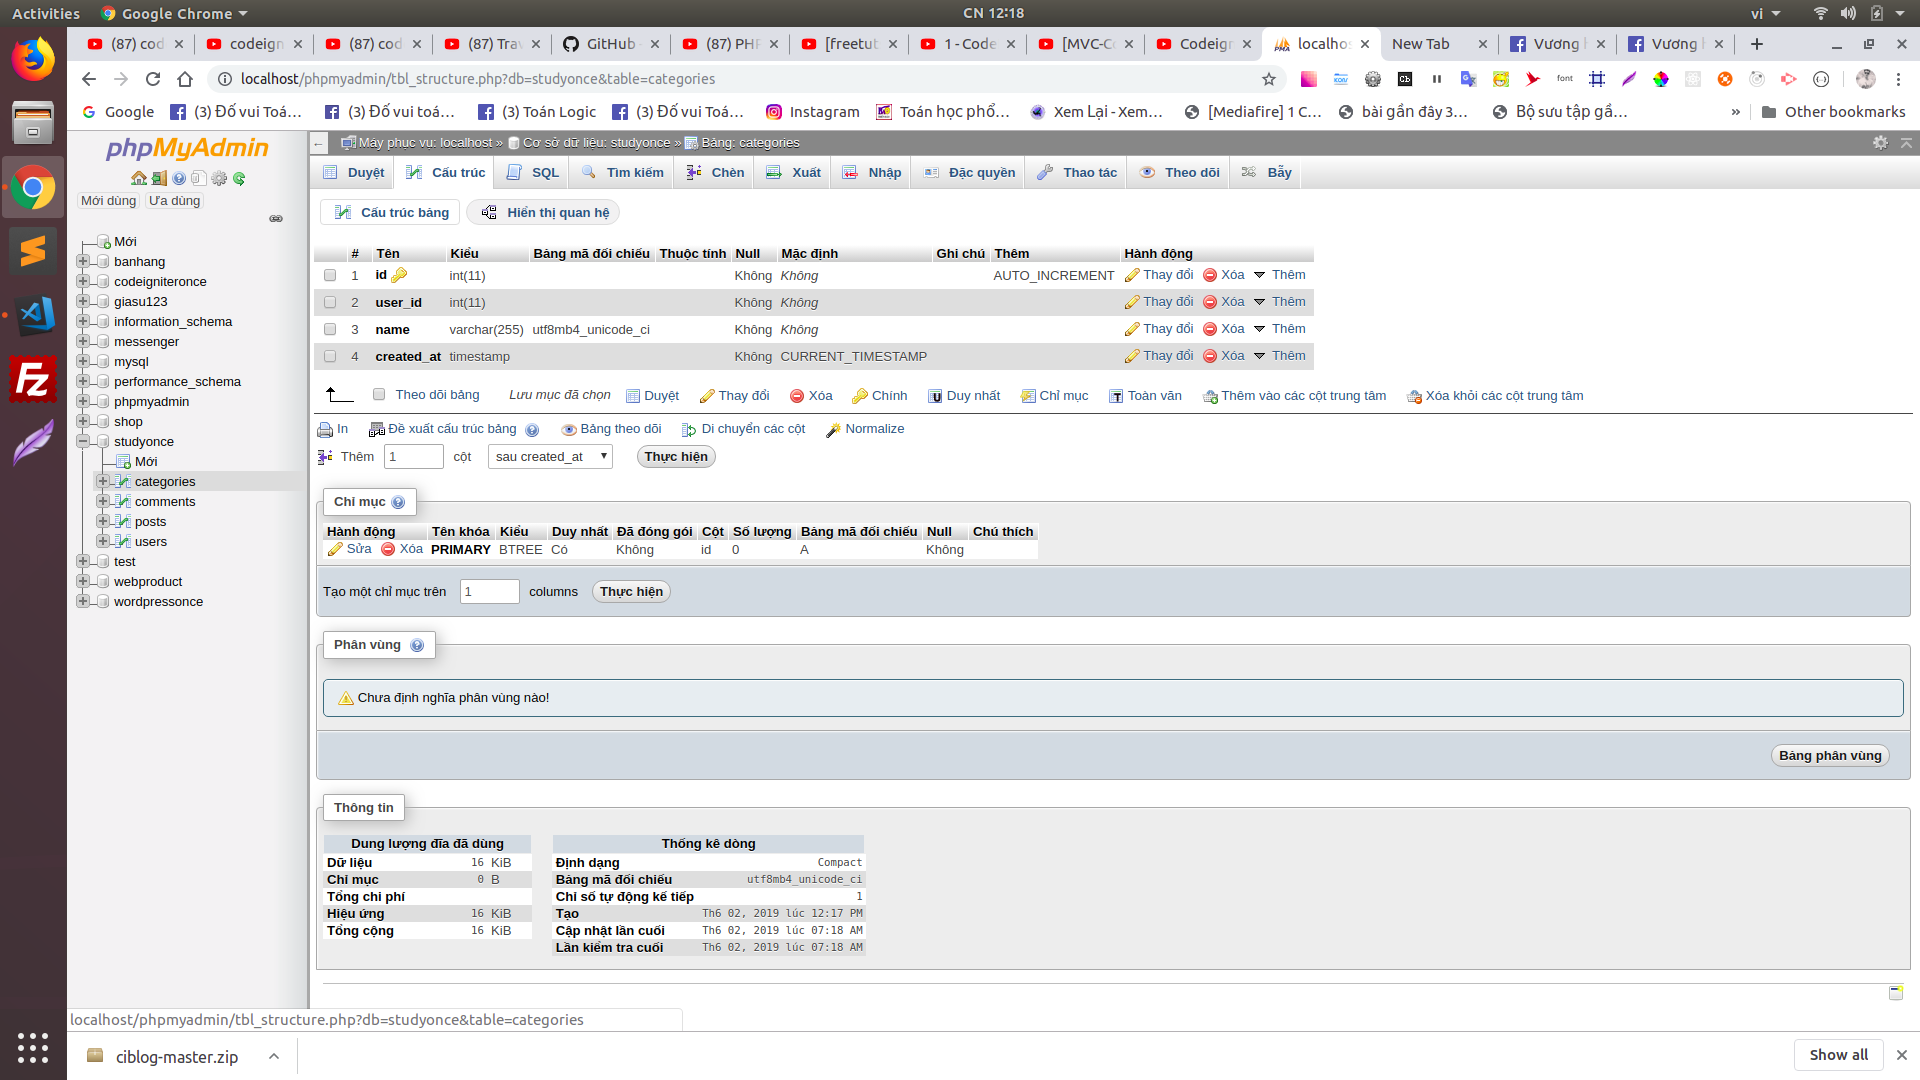 Activities Google Chrome CN 12:18 vi
(87) cod codeign (87) cod (87) Tra GitHub (87) PHP [freetut 1 - Code [MVC-C Codeign localhos New Tab Vương Vương
localhost/phpmyadmin/tbl_structure.php?db=studyonce&table=categories
Google (3) Đố vui Toá... (3) Đố vui toá... (3) Toán Logic (3) Đố vui Toá... Instagram Toán học phổ... Xem Lại - Xem... [Mediafire] 1 C... bài gần đây 3... Bộ sưu tập gầ... » Other bookmarks
phpMyAdmin
Mới dùng Ưa dùng
Mới
banhang
codeigniteronce
giasu123
information_schema
messenger
mysql
performance_schema
phpmyadmin
shop
studyonce
Mới
categories
comments
posts
users
test
webproduct
wordpressonce
Máy phục vụ: localhost » Cơ sở dữ liệu: studyonce » Bảng: categories
Duyệt Cấu trúc SQL Tìm kiếm Chèn Xuất Nhập Đặc quyền Thao tác Theo dõi Bẫy
Cấu trúc bảng Hiển thị quan hệ
# Tên Kiểu Bảng mã đối chiếu Thuộc tính Null Mặc định Ghi chú Thêm Hành động
1 id int(11) Không Không AUTO_INCREMENT Thay đổi Xóa Thêm
2 user_id int(11) Không Không Thay đổi Xóa Thêm
3 name varchar(255) utf8mb4_unicode_ci Không Không Thay đổi Xóa Thêm
4 created_at timestamp Không CURRENT_TIMESTAMP Thay đổi Xóa Thêm
Theo dõi bảng Lưu mục đã chọn Duyệt Thay đổi Xóa Chính Duy nhất Chỉ mục Toàn văn Thêm vào các cột trung tâm Xóa khỏi các cột trung tâm
In Đề xuất cấu trúc bảng Bảng theo dõi Di chuyển các cột Normalize
Thêm 1 cột sau created_at Thực hiện
Chỉ mục
Hành động Tên khóa Kiểu Duy nhất Đã đóng gói Cột Số lượng Bảng mã đối chiếu Null Chú thích
Sửa Xóa PRIMARY BTREE Có Không id 0 A Không
Tạo một chỉ mục trên 1 columns Thực hiện
Phân vùng
Chưa định nghĩa phân vùng nào!
Bảng phân vùng
Thông tin
Dung lượng đĩa đã dùng
Dữ liệu 16 KiB
Chỉ mục 0 B
Tổng chi phí
Hiệu ứng 16 KiB
Tổng cộng 16 KiB
Thống kê dòng
Định dạng Compact
Bảng mã đối chiếu utf8mb4_unicode_ci
Chỉ số tự động kế tiếp 1
Tạo Th6 02, 2019 lúc 12:17 PM
Cập nhật lần cuối Th6 02, 2019 lúc 07:18 AM
Lần kiểm tra cuối Th6 02, 2019 lúc 07:18 AM
localhost/phpmyadmin/tbl_structure.php?db=studyonce&table=categories
ciblog-master.zip Show all